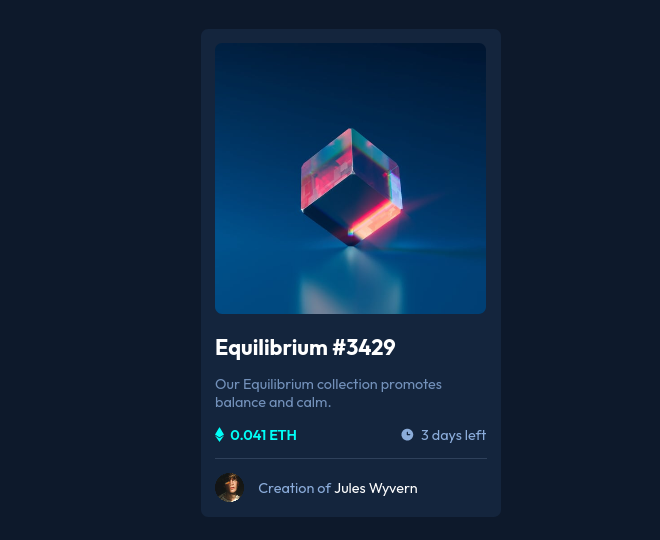 Equilibrium #3429
Our Equilibrium collection promotes
balance and calm.
0.041 ETH 3 days left
Creation of Jules Wyvern